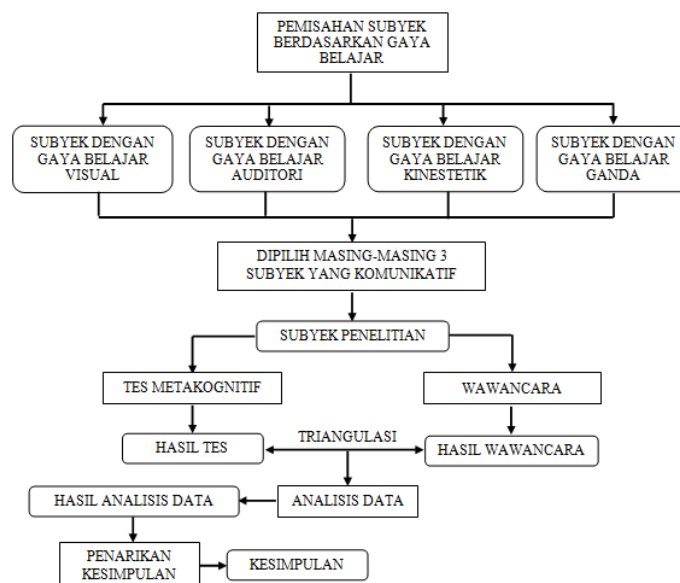 PEMISAHAN SUBYEK
BERDASARKAN GAYA
BELAJAR
SUBYEK DENGAN
GAYA BELAJAR
VISUAL
SUBYEK DENGAN
GAYA BELAJAR
AUDITORI
SUBYEK DENGAN
GAYA BELAJAR
KINESTETIK
SUBYEK DENGAN
GAYA BELAJAR
GANDA
DIPILIH MASING-MASING 3
SUBYEK YANG KOMUNIKATIF
SUBYEK PENELITIAN
TES METAKOGNITIF
WAWANCARA
HASIL TES
TRIANGULASI
HASIL WAWANCARA
HASIL ANALISIS DATA
ANALISIS DATA
PENARIKAN
KESIMPULAN
KESIMPULAN